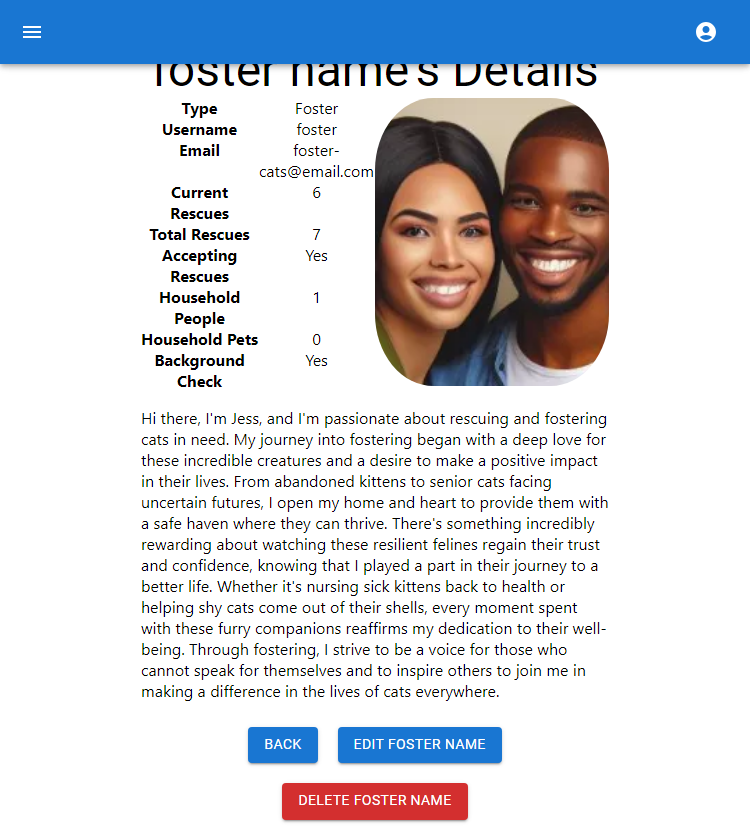 foster name's Details
Type Foster
Username foster
Email foster-
cats@email.com
Current 6
Rescues
Total Rescues 7
Accepting Yes
Rescues
Household 1
People
Household Pets 0
Background Yes
Check
Hi there, I'm Jess, and I'm passionate about rescuing and fostering
cats in need. My journey into fostering began with a deep love for
these incredible creatures and a desire to make a positive impact
in their lives. From abandoned kittens to senior cats facing
uncertain futures, I open my home and heart to provide them with
a safe haven where they can thrive. There's something incredibly
rewarding about watching these resilient felines regain their trust
and confidence, knowing that I played a part in their journey to a
better life. Whether it's nursing sick kittens back to health or
helping shy cats come out of their shells, every moment spent
with these furry companions reaffirms my dedication to their well-
being. Through fostering, I strive to be a voice for those who
cannot speak for themselves and to inspire others to join me in
making a difference in the lives of cats everywhere.
BACK EDIT FOSTER NAME
DELETE FOSTER NAME